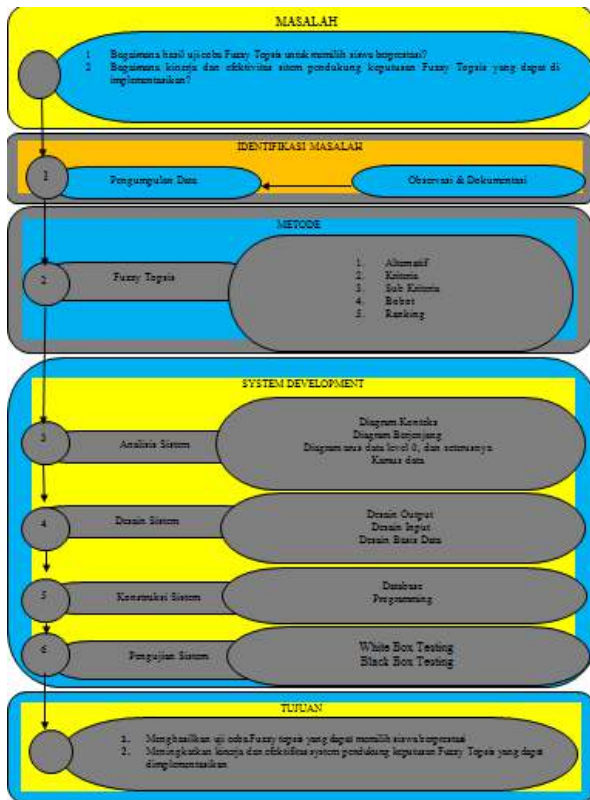 MASALAH
1 Bagaimana hasil uji coba Fuzzy Topsis untuk memilih siswa berprestasi?
2 Bagaimana kinerja dan efektivitas sitem pendukung keputusan Fuzzy Topsis yang dapat di
implementasikan?
IDENTIFIKASI MASALAH
1
Pengumpulan Data
Observasi & Dokumentasi
METODE
2
Fuzzy Topsis
1. Alternatif
2. Kriteria
3. Sub Kriteria
4. Bobot
5. Ranking
SYSTEM DEVELOPMENT
3
Analisis Sistem
Diagram Konteks
Diagram Berjenjang
Diagram arus data level 0, dan seterusnya
Kamus data
4
Desain Sistem
Desain Output
Desain Input
Desain Basis Data
5
Konstruksi Sistem
Database
Programming
6
Pengujian Sistem
White Box Testing
Black Box Testing
TUJUAN
1. Menghasilkan uji coba Fuzzy topsis yang dapat memilih siswa berprestasi
2. Meningkatkan kinerja dan efektifitas system pendukung keputusan Fuzzy Topsis yang dapat
diimplementasikan